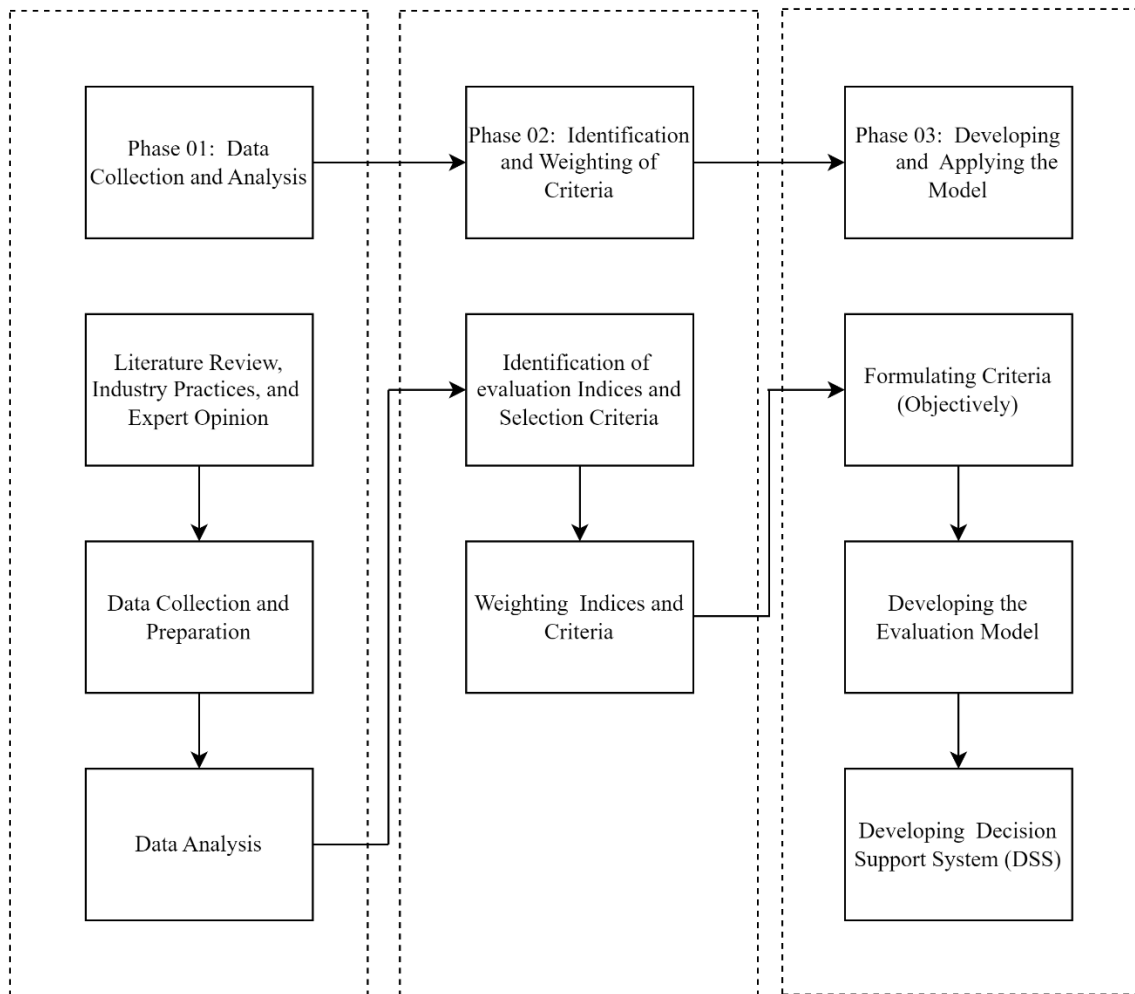 Phase 01: Data
Collection and Analysis
Phase 02: Identification
and Weighting of
Criteria
Phase 03: Developing
and Applying the
Model
Literature Review,
Industry Practices, and
Expert Opinion
Identification of
evaluation Indices and
Selection Criteria
Formulating Criteria
(Objectively)
Data Collection and
Preparation
Weighting Indices and
Criteria
Developing the
Evaluation Model
Data Analysis
Developing Decision
Support System (DSS)